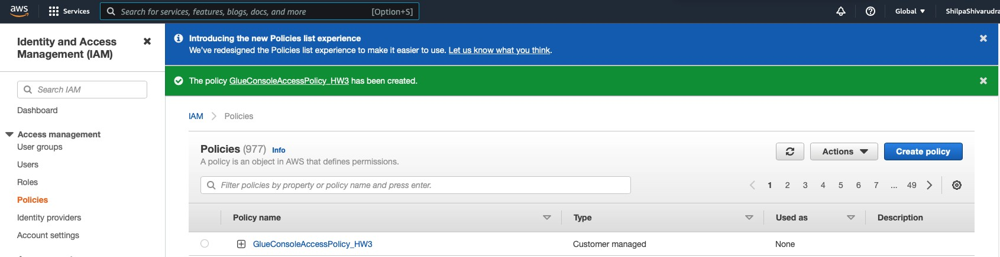 aws
Services
Search for services, features, blogs, docs, and more
[Option+S]
Global
ShilpaShivarudra
Identity and Access
Management (IAM)
Introducing the new Policies list experience
We've redesigned the Policies list experience to make it easier to use. Let us know what you think.
The policy GlueConsoleAccessPolicy_HW3 has been created.
Search IAM
Dashboard
Access management
User groups
Users
Roles
Policies
Identity providers
Account settings
IAM
Policies
Policies (977) Info
A policy is an object in AWS that defines permissions.
Actions
Create policy
Filter policies by property or policy name and press enter.
1 2 3 4 5 6 7 ... 49
Policy name
Type
Used as
Description
GlueConsoleAccessPolicy_HW3
Customer managed
None